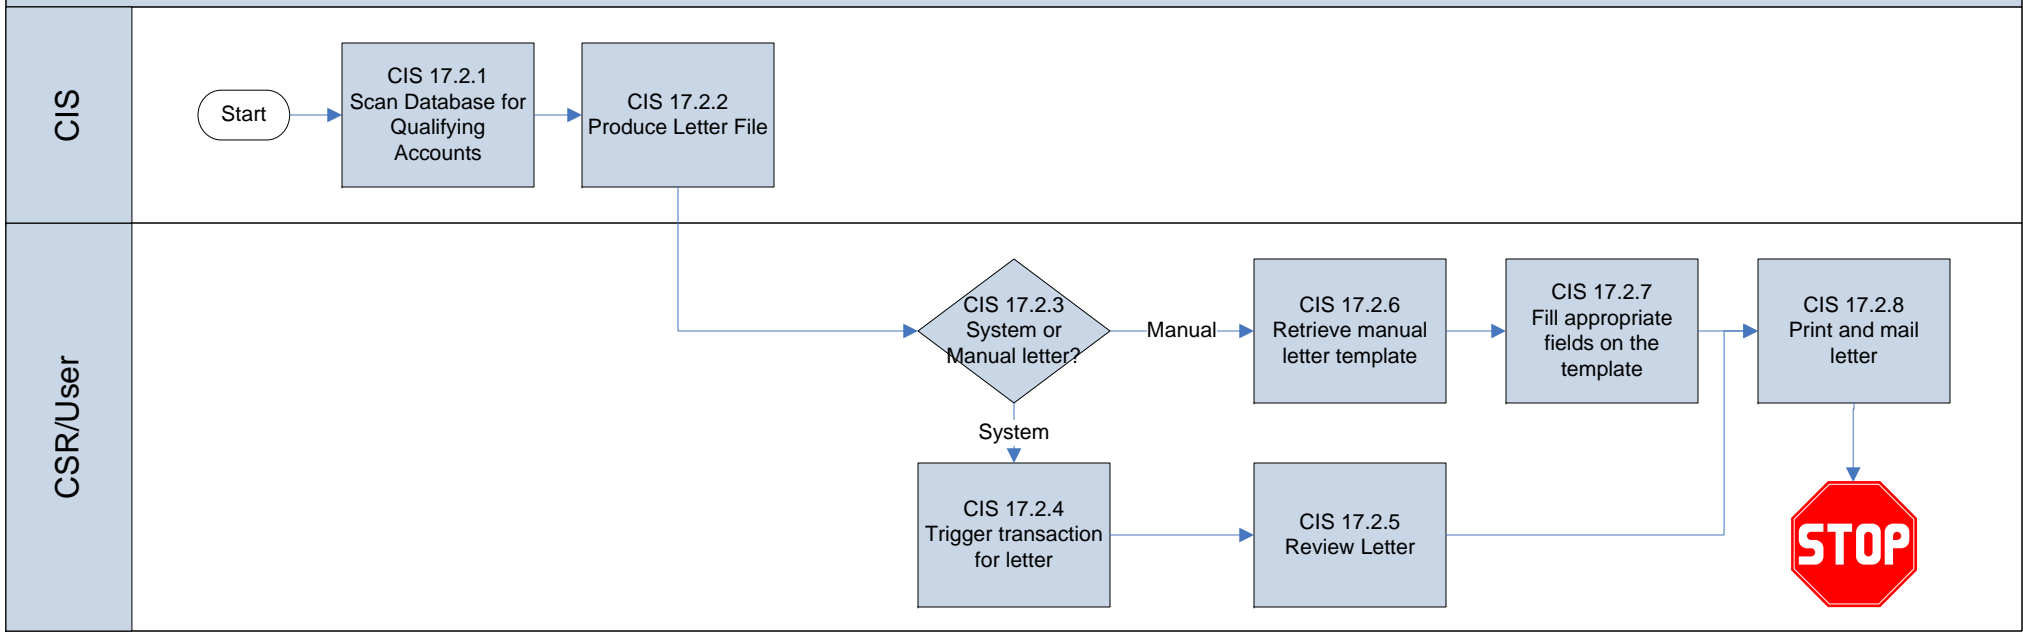 CIS
Start
CIS 17.2.1
Scan Database for
Qualifying
Accounts
CIS 17.2.2
Produce Letter File
CSR/User
CIS 17.2.3
System or
Manual letter?
Manual
CIS 17.2.6
Retrieve manual
letter template
CIS 17.2.7
Fill appropriate
fields on the
template
CIS 17.2.8
Print and mail
letter
System
CIS 17.2.4
Trigger transaction
for letter
CIS 17.2.5
Review Letter
STOP